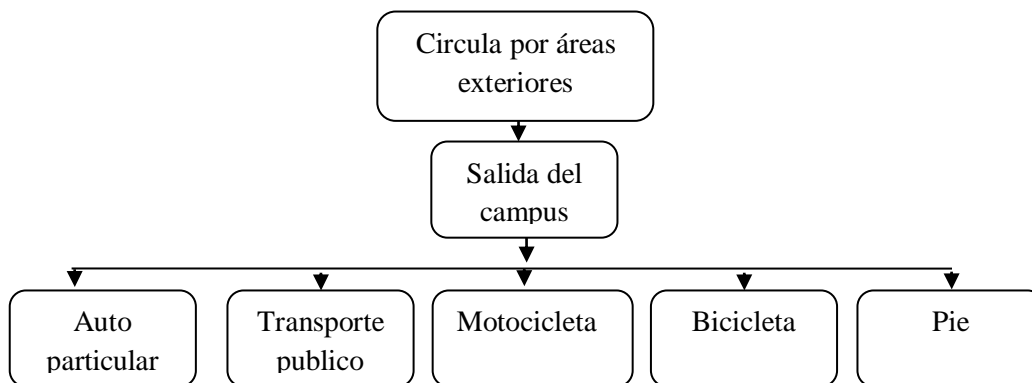 Circula por áreas
exteriores
Salida del
campus
Auto
particular
Transporte
publico
Motocicleta
Bicicleta
Pie